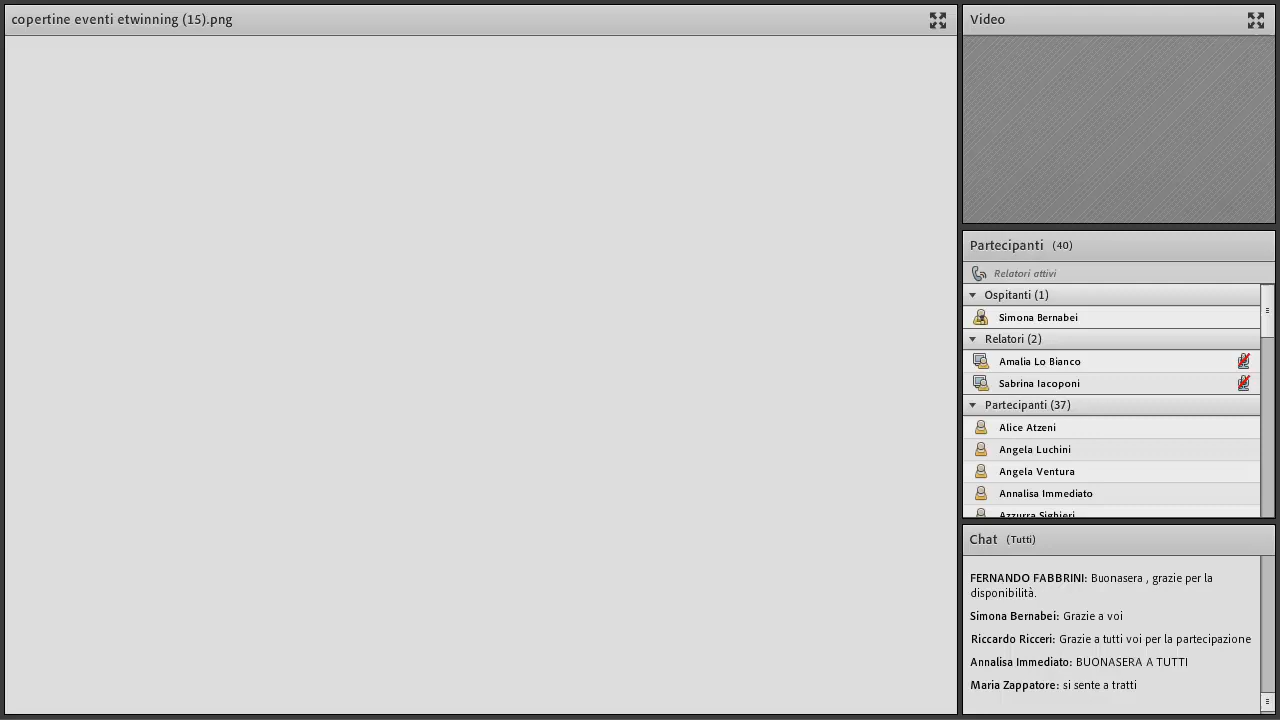 copertine eventi etwinning (15).png
Video
Partecipanti (40)
Relatori attivi
Ospitanti (1)
Simona Bernabei
Relatori (2)
Amalia Lo Bianco
Sabrina Iacoponi
Partecipanti (37)
Alice Atzeni
Angela Luchini
Angela Ventura
Annalisa Immediato
Azzurra Sighieri
Chat (Tutti)
FERNANDO FABBRINI: Buonasera , grazie per la
disponibilità.
Simona Bernabei: Grazie a voi
Riccardo Ricceri: Grazie a tutti voi per la partecipazione
Annalisa Immediato: BUONASERA A TUTTI
Maria Zappatore: si sente a tratti